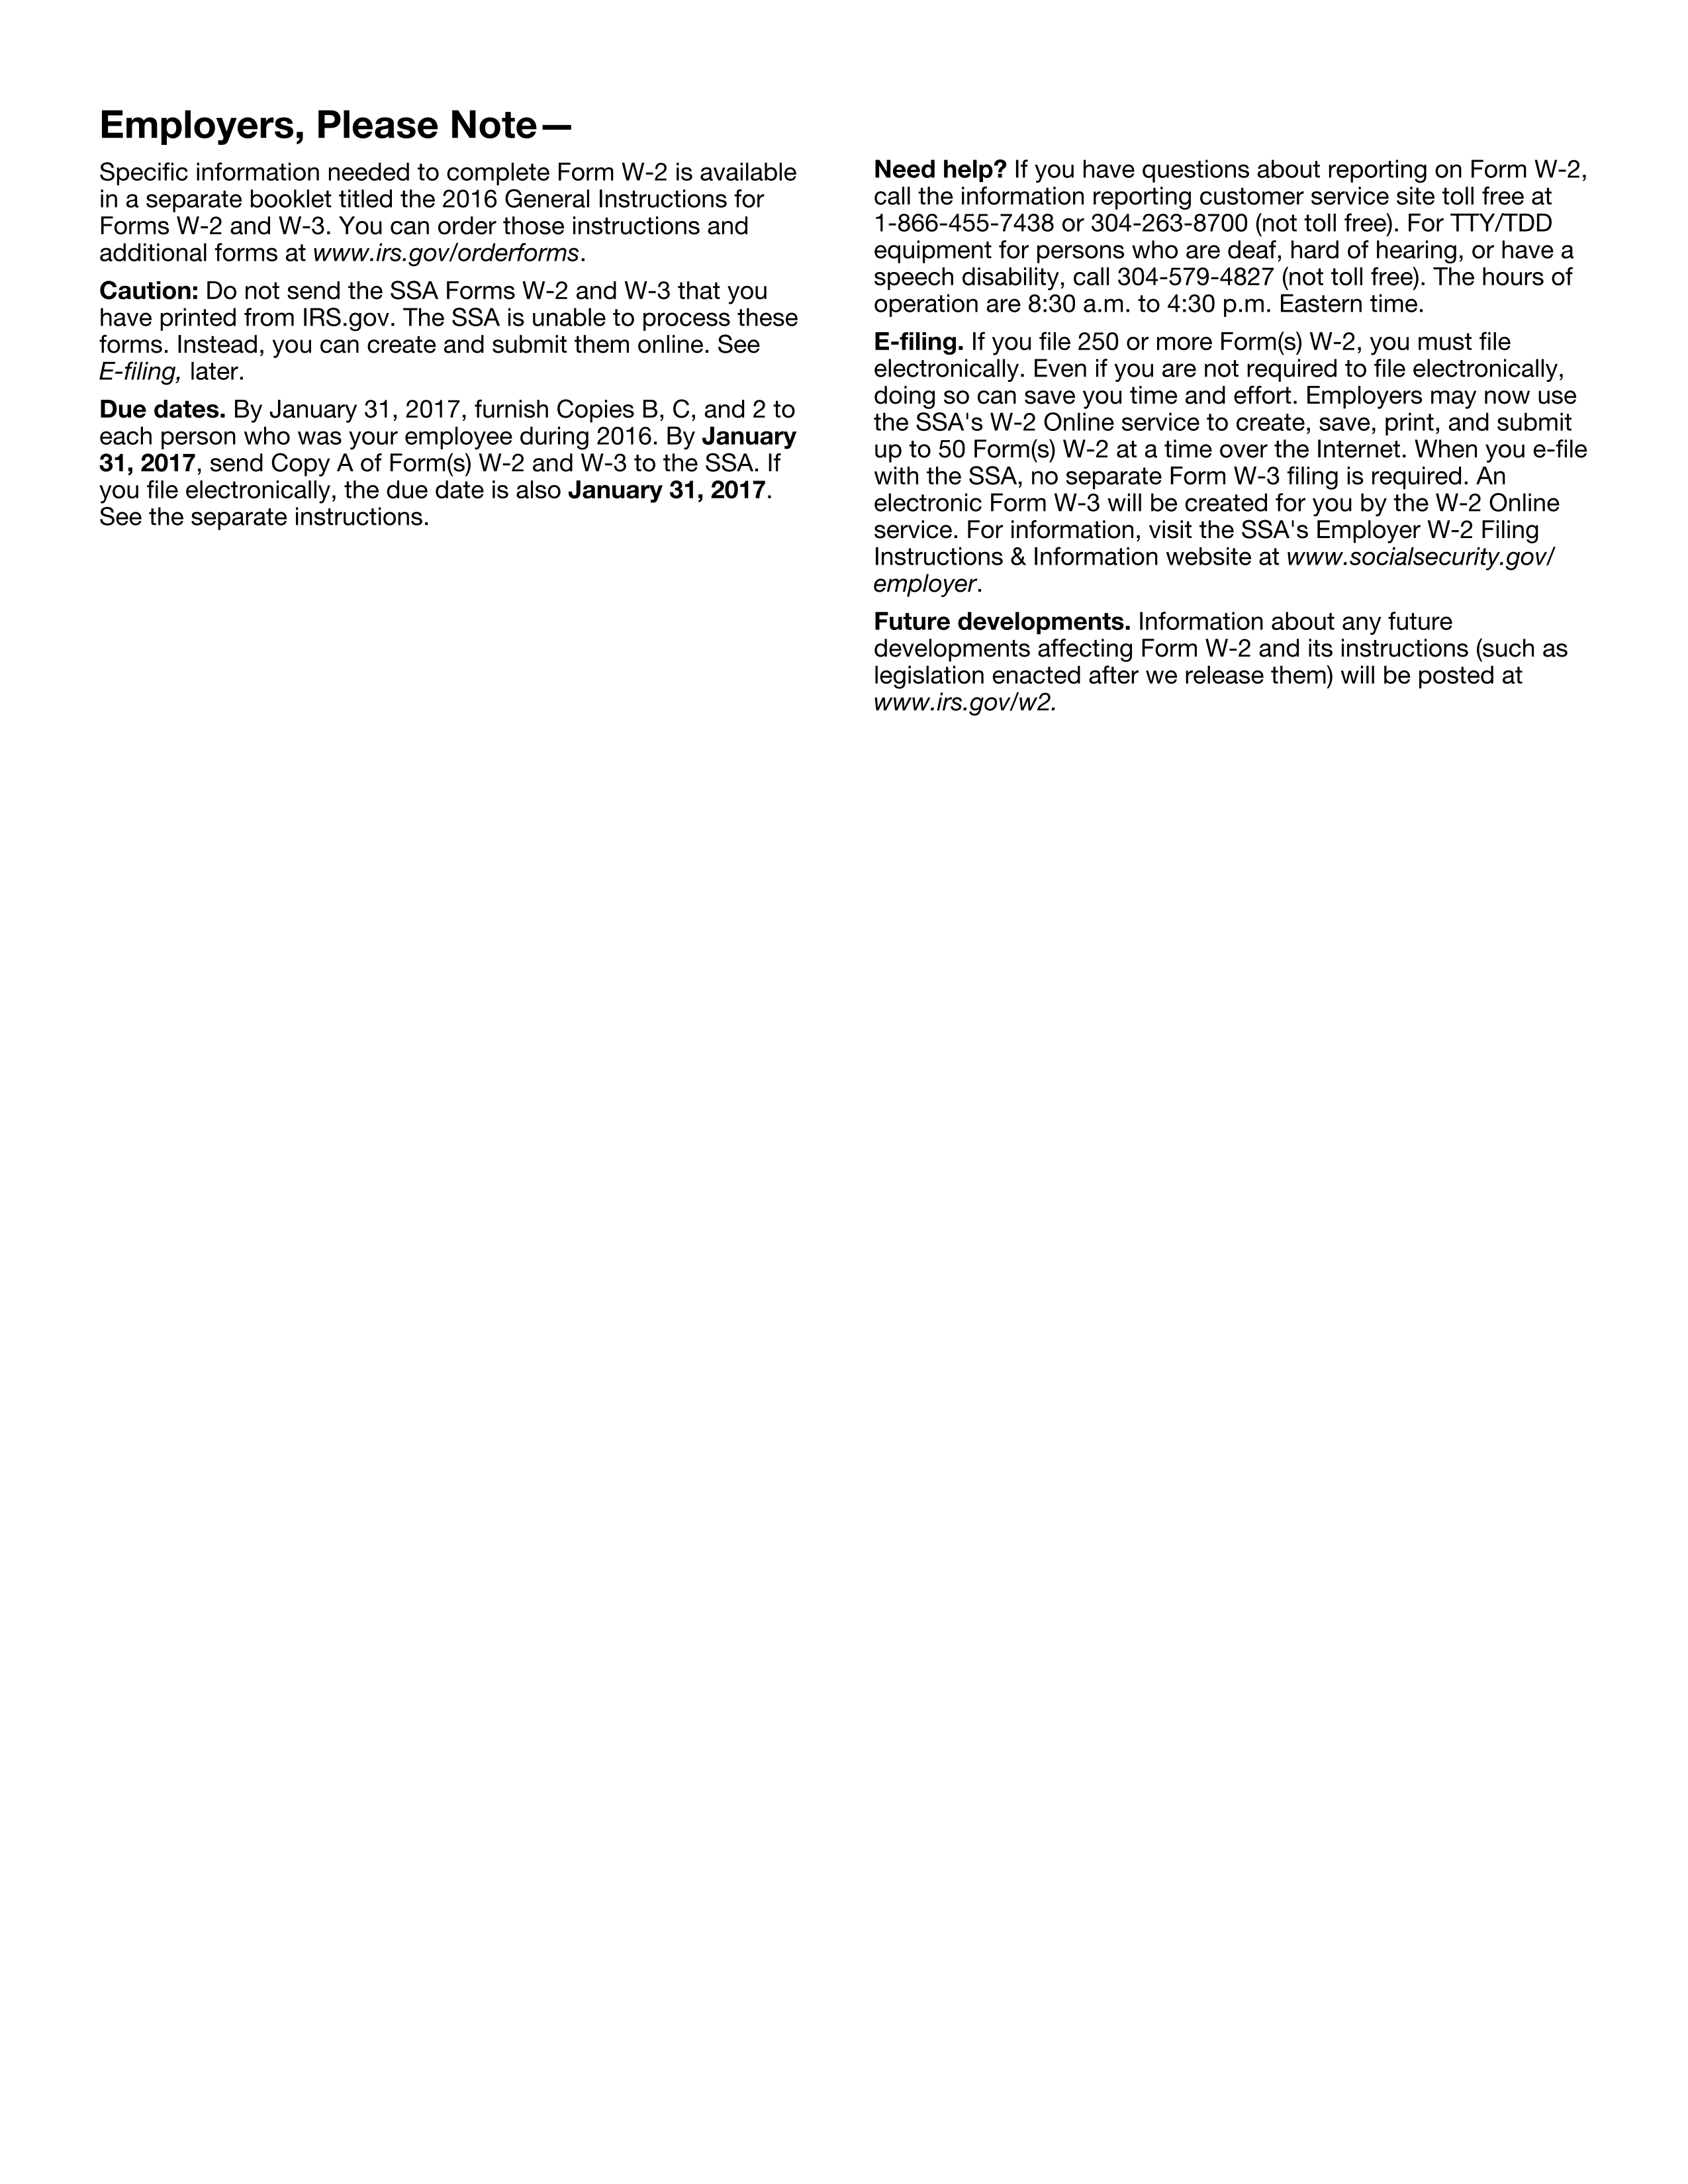 Employers, Please Note—
Specific information needed to complete Form W-2 is available
in a separate booklet titled the 2016 General Instructions for
Forms W-2 and W-3. You can order those instructions and
additional forms at www.irs.gov/orderforms.
Caution: Do not send the SSA Forms W-2 and W-3 that you
have printed from IRS.gov. The SSA is unable to process these
forms. Instead, you can create and submit them online. See
E-filing, later.
Due dates. By January 31, 2017, furnish Copies B, C, and 2 to
each person who was your employee during 2016. By January
31, 2017, send Copy A of Form(s) W-2 and W-3 to the SSA. If
you file electronically, the due date is also January 31, 2017.
See the separate instructions.
Need help? If you have questions about reporting on Form W-2,
call the information reporting customer service site toll free at
1-866-455-7438 or 304-263-8700 (not toll free). For TTY/TDD
equipment for persons who are deaf, hard of hearing, or have a
speech disability, call 304-579-4827 (not toll free). The hours of
operation are 8:30 a.m. to 4:30 p.m. Eastern time.
E-filing. If you file 250 or more Form(s) W-2, you must file
electronically. Even if you are not required to file electronically,
doing so can save you time and effort. Employers may now use
the SSA's W-2 Online service to create, save, print, and submit
up to 50 Form(s) W-2 at a time over the Internet. When you e-file
with the SSA, no separate Form W-3 filing is required. An
electronic Form W-3 will be created for you by the W-2 Online
service. For information, visit the SSA's Employer W-2 Filing
Instructions & Information website at www.socialsecurity.gov/
employer.
Future developments. Information about any future
developments affecting Form W-2 and its instructions (such as
legislation enacted after we release them) will be posted at
www.irs.gov/w2.